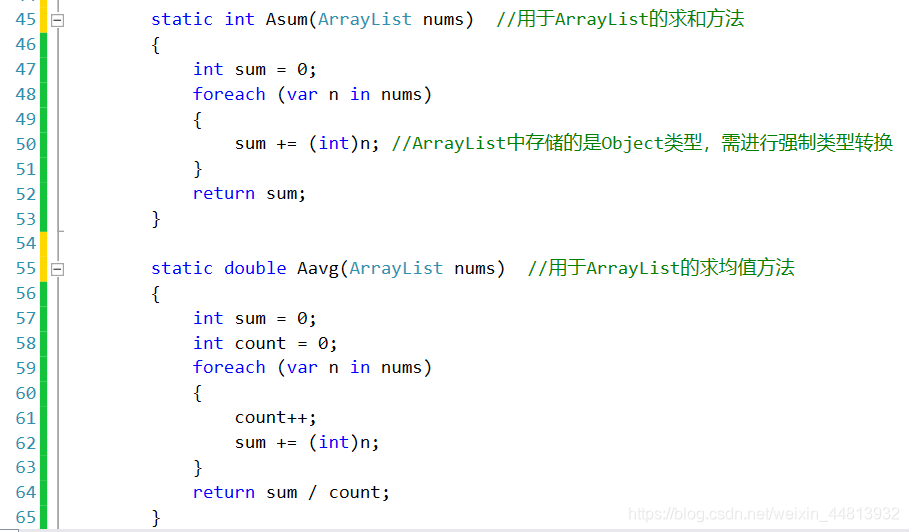 45 static int Asum(ArrayList nums) //用于ArrayList的求和方法
46 {
47 int sum = 0;
48 foreach (var n in nums)
49 {
50 sum += (int)n; //ArrayList中存储的是Object类型，需进行强制类型转换
51 }
52 return sum;
53 }
54
55 static double Aavg(ArrayList nums) //用于ArrayList的求均值方法
56 {
57 int sum = 0;
58 int count = 0;
59 foreach (var n in nums)
60 {
61 count++;
62 sum += (int)n;
63 }
64 return sum / count;
65 }
https://blog.csdn.net/weixin_44813932